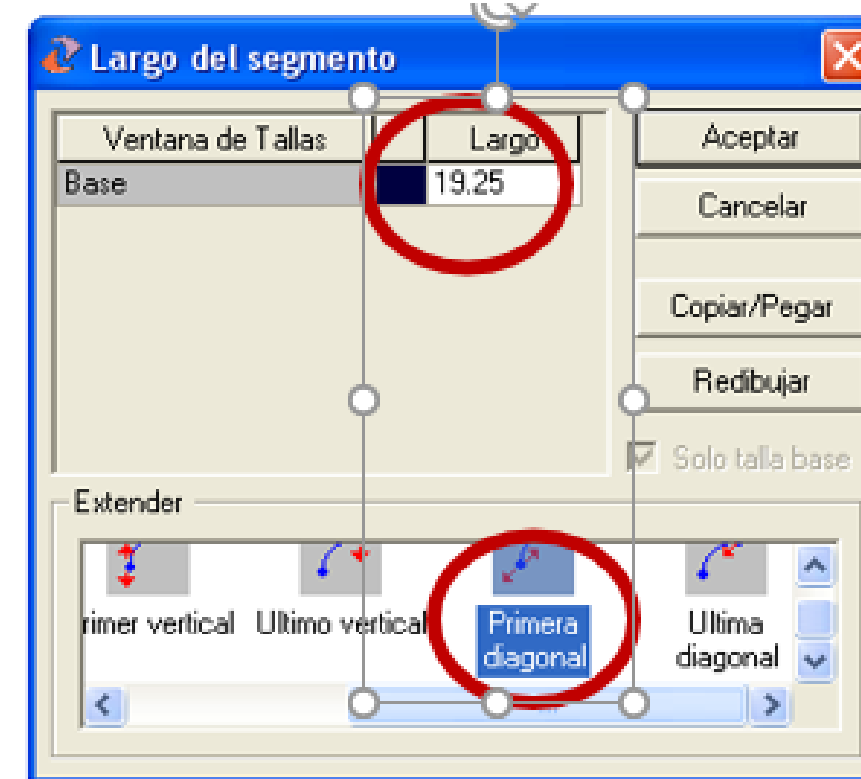 Largo del segmento
Ventana de Tallas Largo
Base 19.25
Aceptar
Cancelar
Copiar/Pegar
Redibujar
Solo talla base
Extender
rimer vertical Ultimo vertical Primera diagonal Ultima diagonal